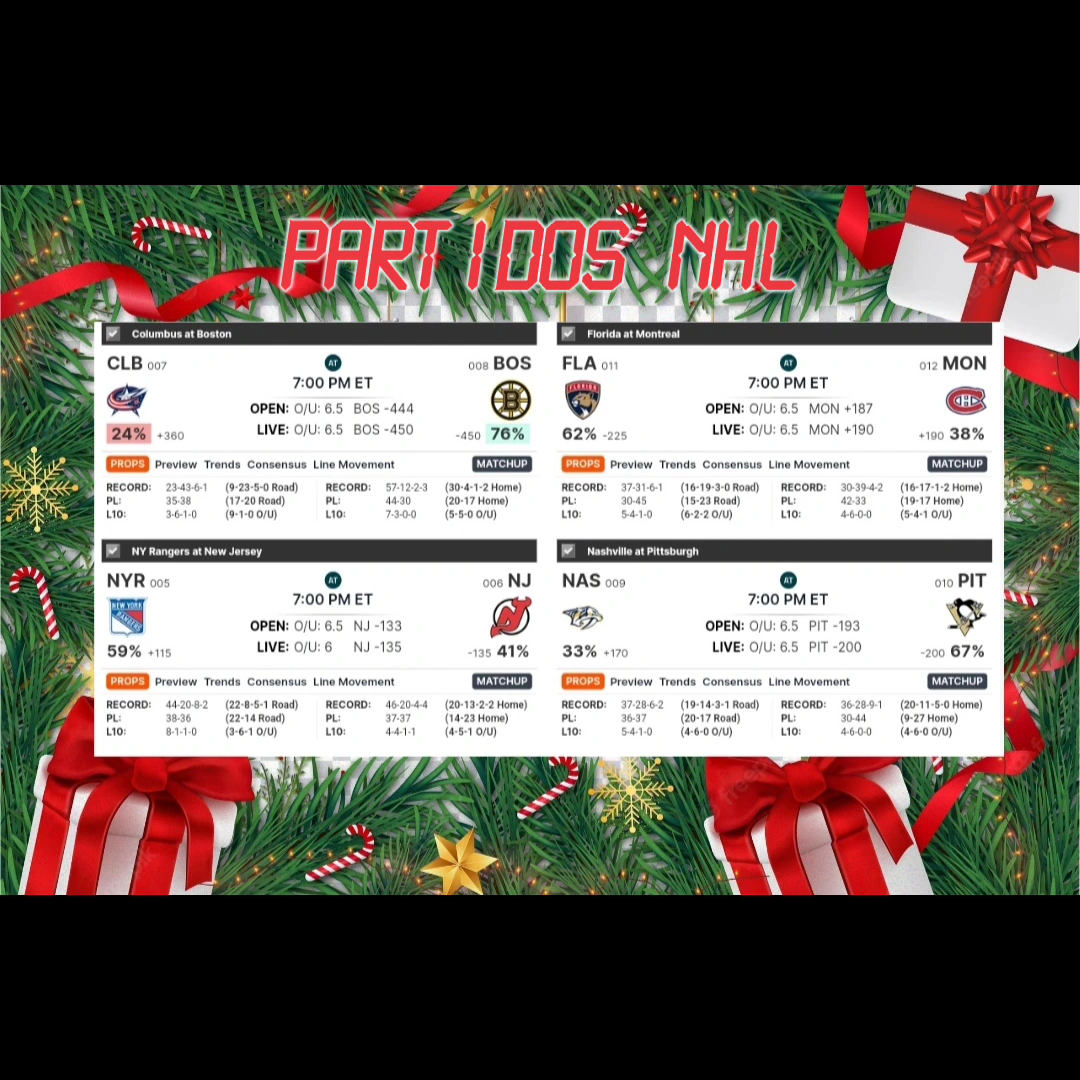 PARTIDOS NHL
Columbus at Boston
CLB 007
AT
008 BOS
7:00 PM ET
OPEN: O/U: 6.5 BOS -444
LIVE: O/U: 6.5 BOS -450
24% +360
-450 76%
PROPS Preview Trends Consensus Line Movement MATCHUP
RECORD: 23-43-6-1 (9-23-5-0 Road) RECORD: 57-12-2-3 (30-4-1-2 Home)
PL: 35-38 (17-20 Road) PL: 44-30 (20-17 Home)
L10: 3-6-1-0 (9-1-0 O/U) L10: 7-3-0-0 (5-5-0 O/U)
Florida at Montreal
FLA 011
AT
012 MON
7:00 PM ET
FLORIDA
OPEN: O/U: 6.5 MON +187
LIVE: O/U: 6.5 MON +190
62% -225
+190 38%
PROPS Preview Trends Consensus Line Movement MATCHUP
RECORD: 37-31-6-1 (16-19-3-0 Road) RECORD: 30-39-4-2 (16-17-1-2 Home)
PL: 30-45 (15-23 Road) PL: 42-33 (19-17 Home)
L10: 5-4-1-0 (6-2-2 O/U) L10: 4-6-0-0 (5-4-1 O/U)
NY Rangers at New Jersey
NYR 005
AT
006 NJ
7:00 PM ET
NEW YORK
RANGERS
OPEN: O/U: 6.5 NJ -133
LIVE: O/U: 6 NJ -135
59% +115
-135 41%
PROPS Preview Trends Consensus Line Movement MATCHUP
RECORD: 44-20-8-2 (22-8-5-1 Road) RECORD: 46-20-4-4 (20-13-2-2 Home)
PL: 38-36 (22-14 Road) PL: 37-37 (14-23 Home)
L10: 8-1-1-0 (3-6-1 O/U) L10: 4-4-1-1 (4-5-1 O/U)
Nashville at Pittsburgh
NAS 009
AT
010 PIT
7:00 PM ET
OPEN: O/U: 6.5 PIT -193
LIVE: O/U: 6.5 PIT -200
33% +170
-200 67%
PROPS Preview Trends Consensus Line Movement MATCHUP
RECORD: 37-28-6-2 (19-14-3-1 Road) RECORD: 36-28-9-1 (20-11-5-0 Home)
PL: 36-37 (20-17 Road) PL: 30-44 (9-27 Home)
L10: 5-4-1-0 (4-6-0 O/U) L10: 4-6-0-0 (4-6-0 O/U)